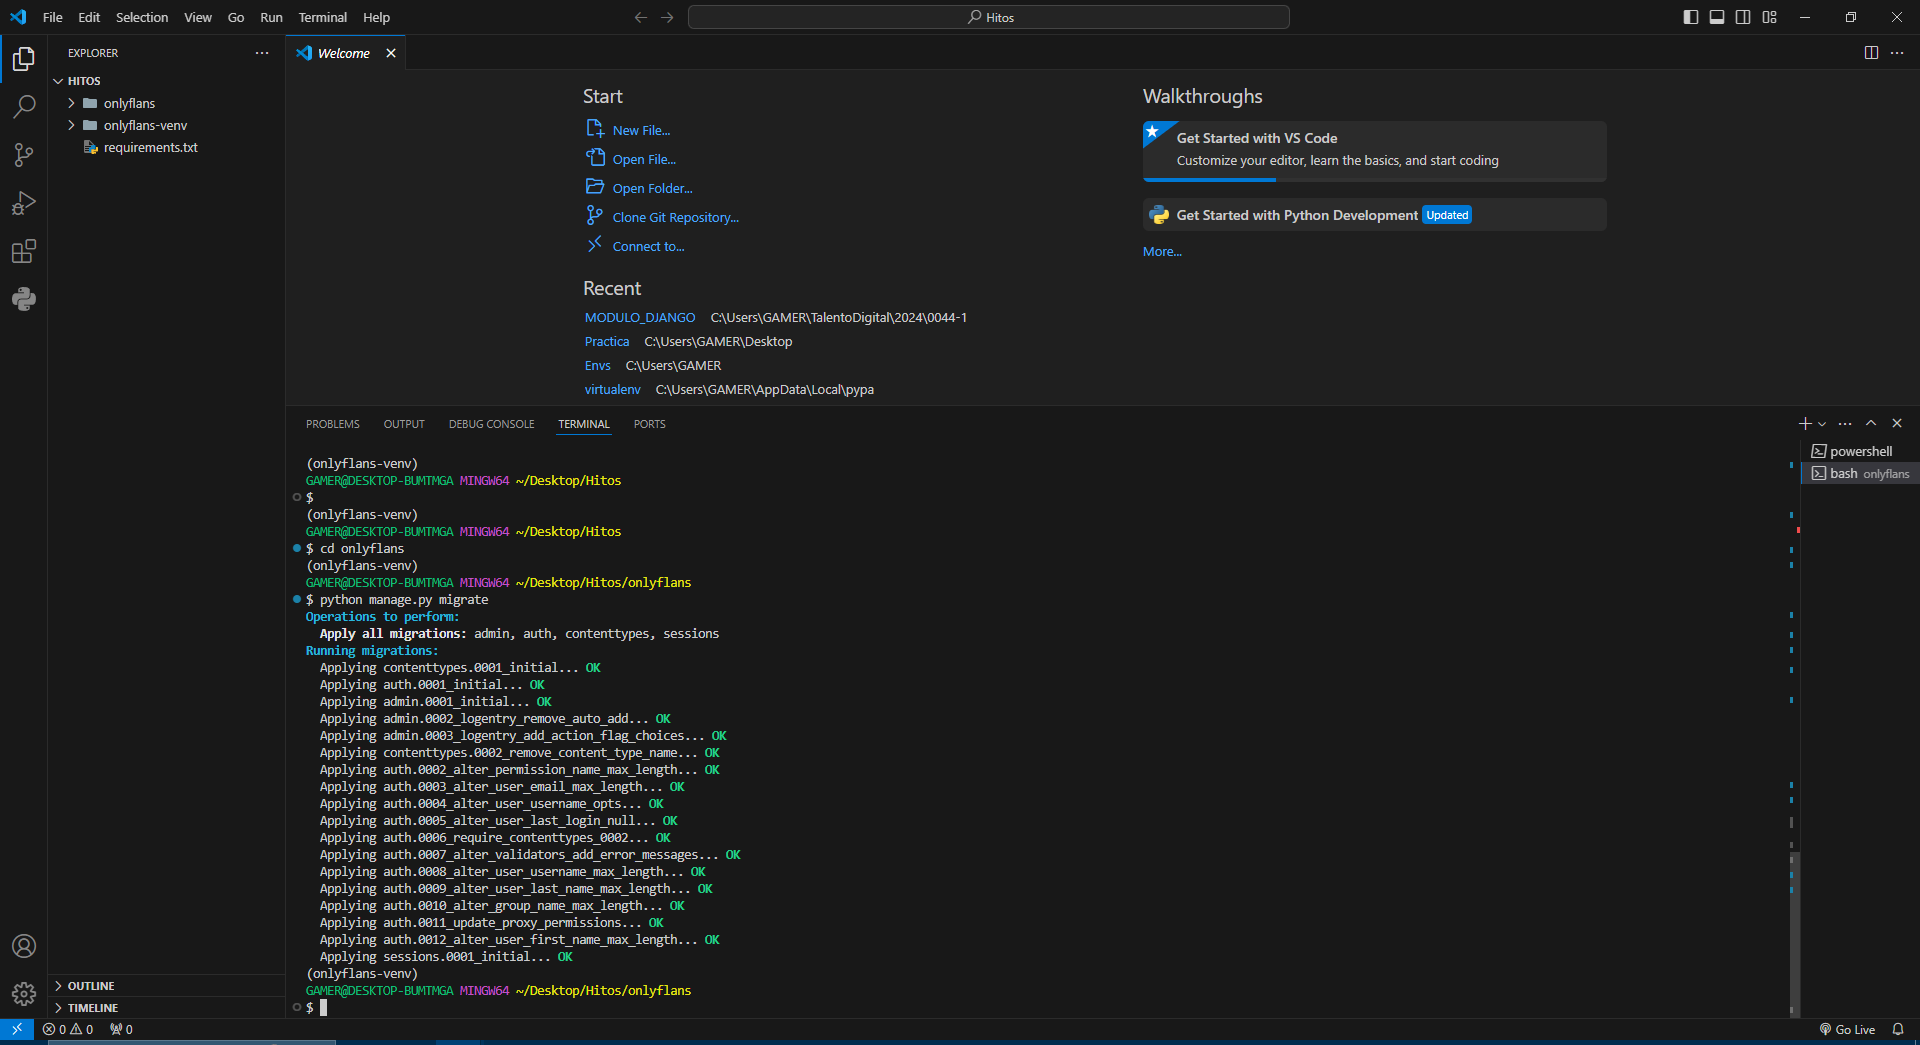 File Edit Selection View Go Run Terminal Help
Hitos
EXPLORER
HITOS
onlyflans
onlyflans-venv
requirements.txt
OUTLINE
TIMELINE
Welcome
Start
New File...
Open File...
Open Folder...
Clone Git Repository...
Connect to...
Recent
MODULO_DJANGO C:\Users\GAMER\TalentoDigital\2024\0044-1
Practica C:\Users\GAMER\Desktop
Envs C:\Users\GAMER
virtualenv C:\Users\GAMER\AppData\Local\pypa
Walkthroughs
Get Started with VS Code
Customize your editor, learn the basics, and start coding
Get Started with Python Development Updated
More...
PROBLEMS OUTPUT DEBUG CONSOLE TERMINAL PORTS
(onlyflans-venv)
GAMER@DESKTOP-BUMTMGA MINGW64 ~/Desktop/Hitos
$
(onlyflans-venv)
GAMER@DESKTOP-BUMTMGA MINGW64 ~/Desktop/Hitos
$ cd onlyflans
(onlyflans-venv)
GAMER@DESKTOP-BUMTMGA MINGW64 ~/Desktop/Hitos/onlyflans
$ python manage.py migrate
Operations to perform:
Apply all migrations: admin, auth, contenttypes, sessions
Running migrations:
Applying contenttypes.0001_initial... OK
Applying auth.0001_initial... OK
Applying admin.0001_initial... OK
Applying admin.0002_logentry_remove_auto_add... OK
Applying admin.0003_logentry_add_action_flag_choices... OK
Applying contenttypes.0002_remove_content_type_name... OK
Applying auth.0002_alter_permission_name_max_length... OK
Applying auth.0003_alter_user_email_max_length... OK
Applying auth.0004_alter_user_username_opts... OK
Applying auth.0005_alter_user_last_login_null... OK
Applying auth.0006_require_contenttypes_0002... OK
Applying auth.0007_alter_validators_add_error_messages... OK
Applying auth.0008_alter_user_username_max_length... OK
Applying auth.0009_alter_user_last_name_max_length... OK
Applying auth.0010_alter_group_name_max_length... OK
Applying auth.0011_update_proxy_permissions... OK
Applying auth.0012_alter_user_first_name_max_length... OK
Applying sessions.0001_initial... OK
(onlyflans-venv)
GAMER@DESKTOP-BUMTMGA MINGW64 ~/Desktop/Hitos/onlyflans
$
powershell
bash onlyflans
0 0 0
Go Live